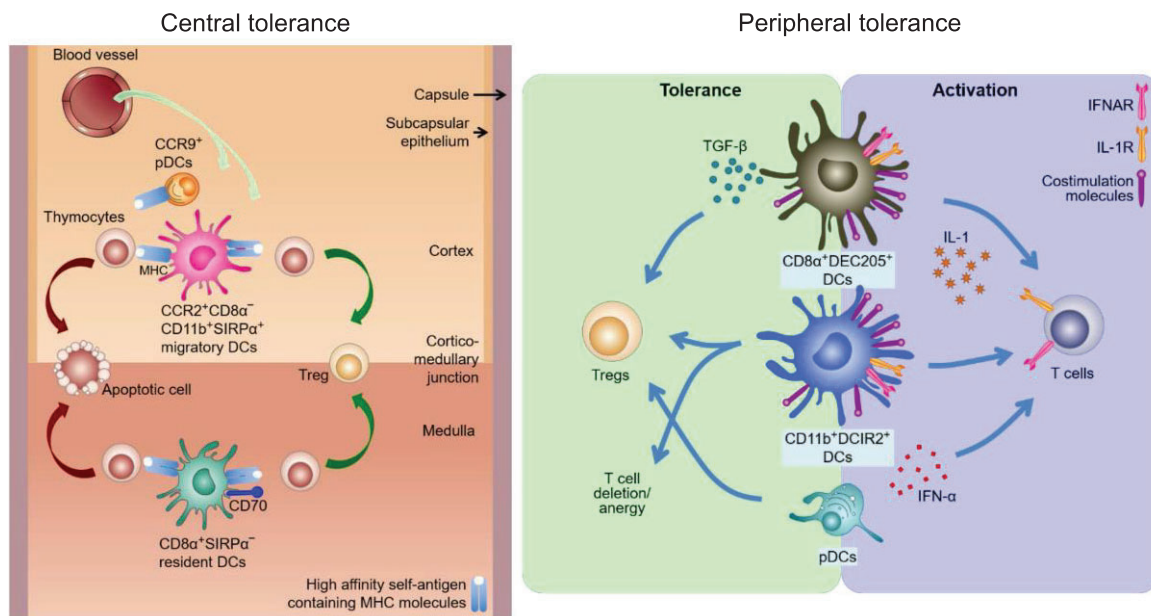 Central tolerance
Blood vessel
CCR9⁺
pDCs
Capsule
Subcapsular
epithelium
Thymocytes
MHC
Cortex
CCR2⁺CD8α⁻
CD11b⁺SIRPα⁺
migratory DCs
Cortico-
medullary
junction
Treg
Apoptotic cell
Medulla
CD70
CD8α⁺SIRPα⁻
resident DCs
High affinity self-antigen
containing MHC molecules
Peripheral tolerance
Tolerance
Activation
IFNAR
IL-1R
Costimulation
molecules
TGF-β
IL-1
CD8α⁺DEC205⁺
DCs
Tregs
T cells
CD11b⁺DCIR2⁺
DCs
T cell
deletion/
anergy
IFN-α
pDCs